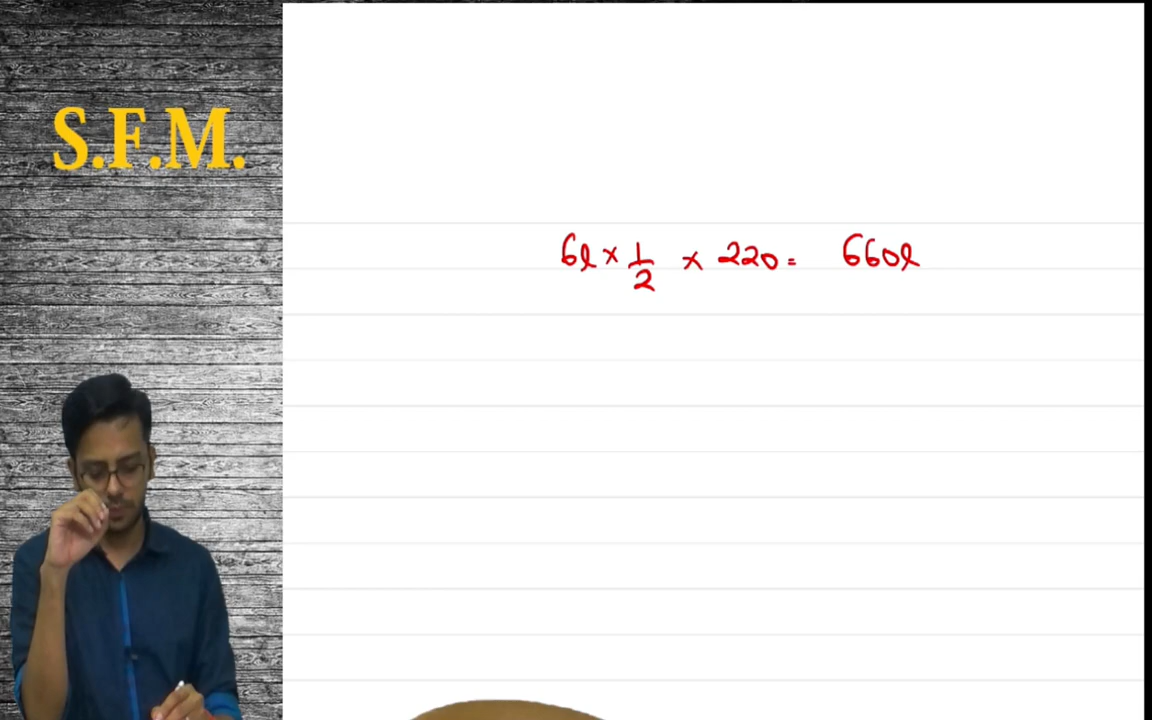 S.F.M.
6l × 1/2 × 220 = 660l